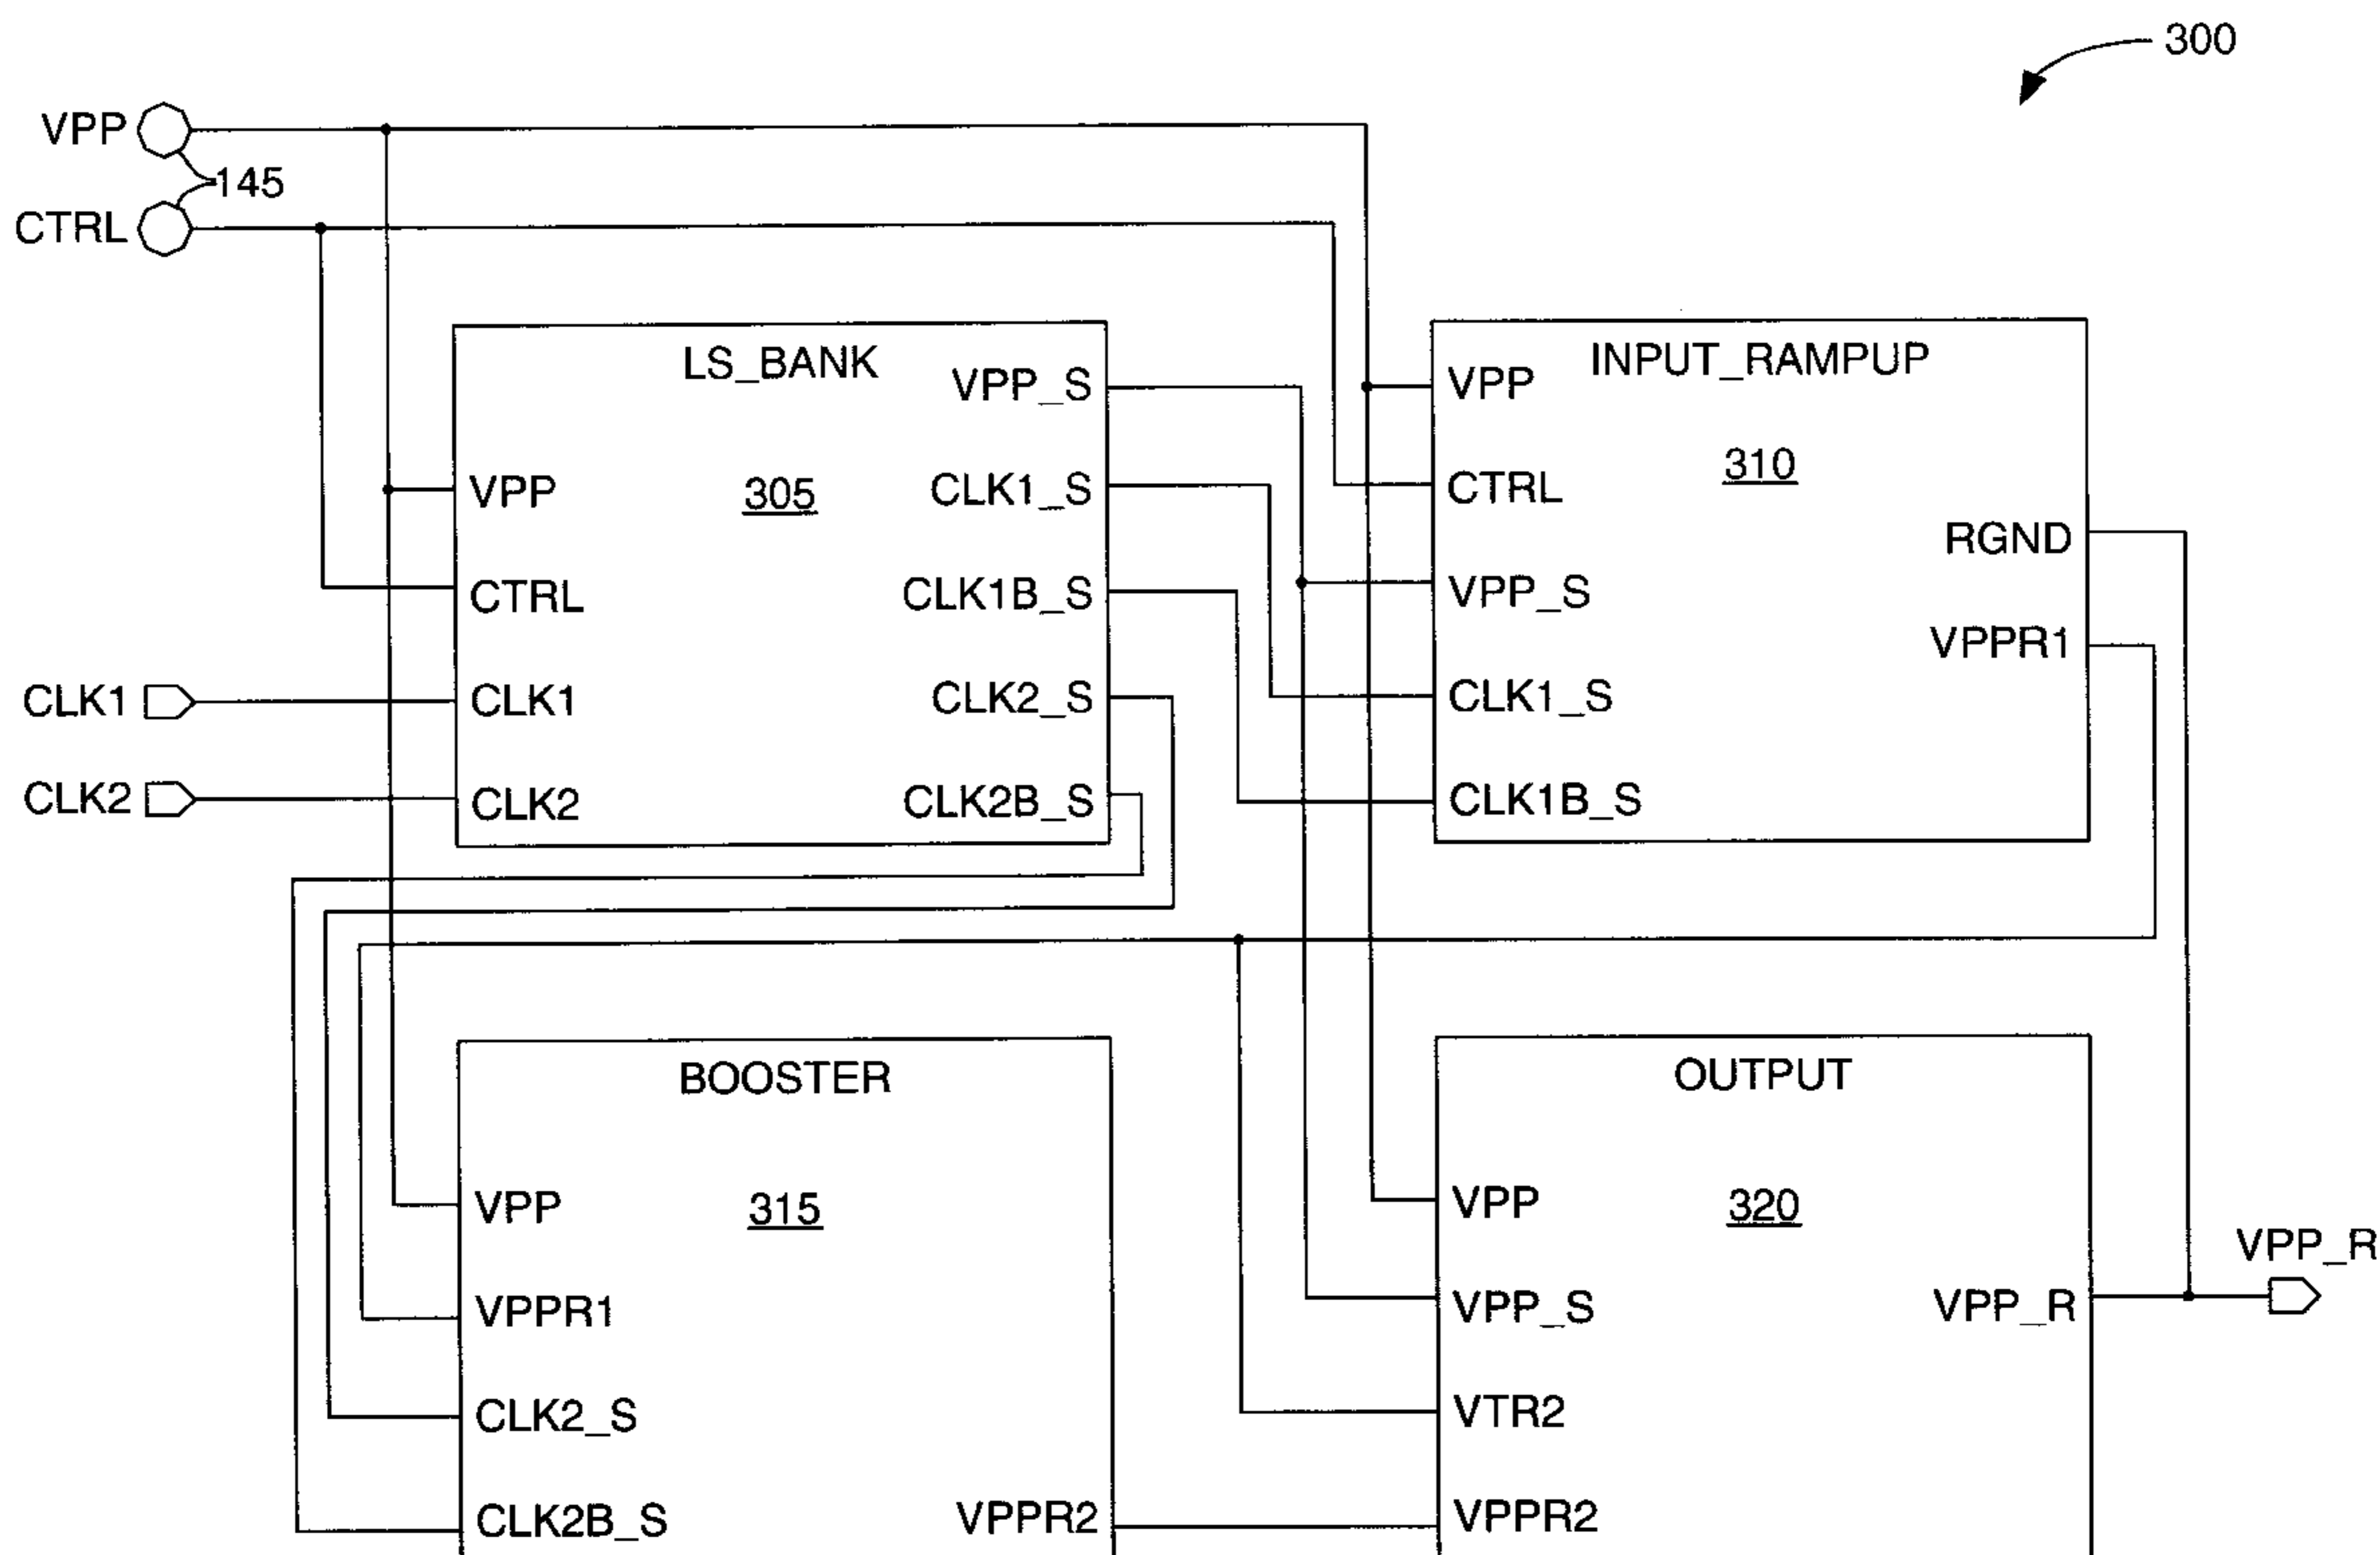 300
VPP
145
CTRL
LS_BANK
VPP_S
305
VPP
CLK1_S
CTRL
CLK1B_S
CLK1
CLK1
CLK2_S
CLK2
CLK2
CLK2B_S
INPUT_RAMPUP
VPP
310
CTRL
RGND
VPP_S
VPPR1
CLK1_S
CLK1B_S
BOOSTER
VPP
315
VPPR1
CLK2_S
CLK2B_S
VPPR2
OUTPUT
VPP
320
VPP_S
VPP_R
VTR2
VPPR2
VPP_R